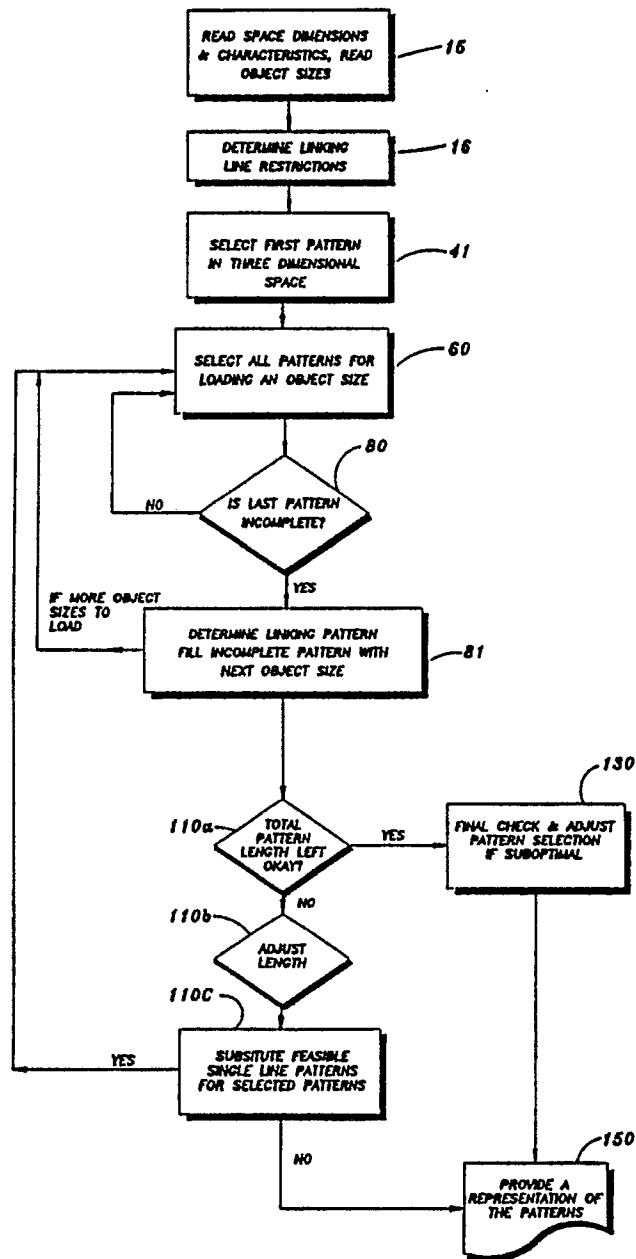 READ SPACE DIMENSIONS
& CHARACTERISTICS, READ
OBJECT SIZES
15
DETERMINE LINKING
LINE RESTRICTIONS
16
SELECT FIRST PATTERN
IN THREE DIMENSIONAL
SPACE
41
SELECT ALL PATTERNS FOR
LOADING AN OBJECT SIZE
60
IS LAST PATTERN
INCOMPLETE?
80
NO
YES
IF MORE OBJECT
SIZES TO
LOAD
DETERMINE LINKING PATTERN
FILL INCOMPLETE PATTERN WITH
NEXT OBJECT SIZE
81
110a
TOTAL
PATTERN
LENGTH LEFT
OKAY?
YES
NO
130
FINAL CHECK & ADJUST
PATTERN SELECTION
IF SUBOPTIMAL
110b
ADJUST
LENGTH
110C
SUBSITUTE FEASIBLE
SINGLE LINE PATTERNS
FOR SELECTED PATTERNS
YES
NO
150
PROVIDE A
REPRESENTATION OF
THE PATTERNS